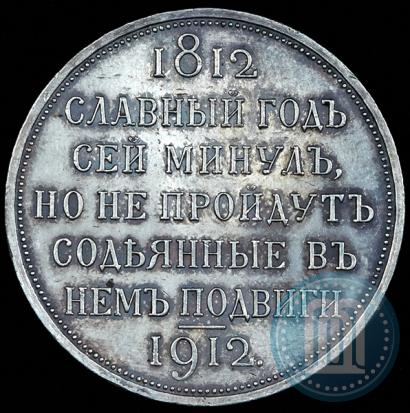 1812
СЛАВНЫЙ ГОДЪ
СЕЙ МИНУЛЪ,
НО НЕ ПРОЙДУТЪ
СОДѢЯННЫЕ ВЪ
НЕМЪ ПОДВИГИ
1912.